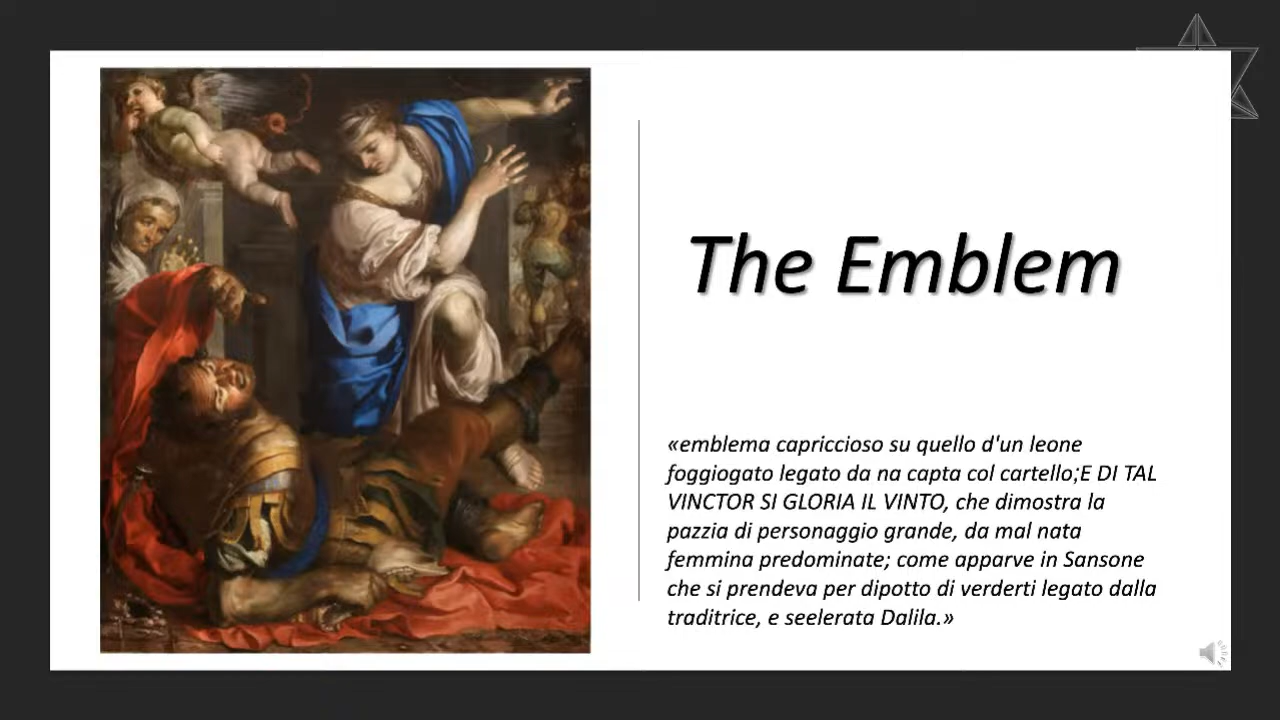 The Emblem
«emblema capriccioso su quello d'un leone
foggiogato legato da na capta col cartello;E DI TAL
VINCTOR SI GLORIA IL VINTO, che dimostra la
pazzia di personaggio grande, da mal nata
femmina predominate; come apparve in Sansone
che si prendeva per dipotto di verderti legato dalla
traditrice, e seelerata Dalila.»